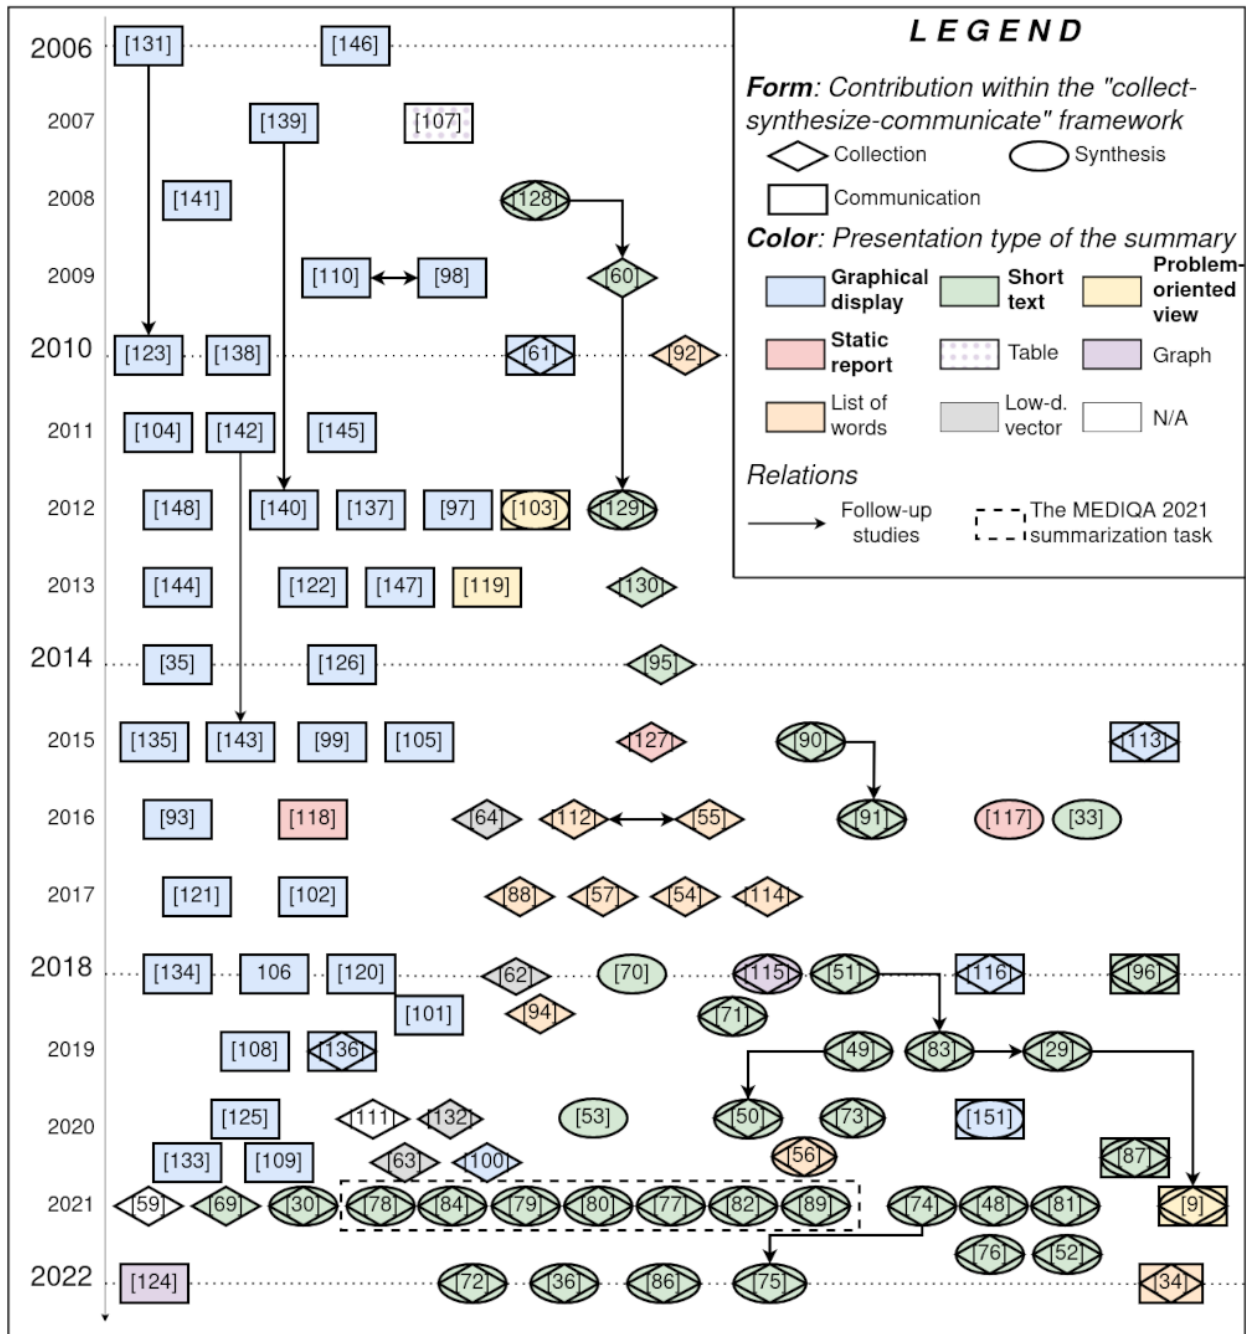 2006 [131] [146]
2007 [139] [107]
2008 [141] [128]
2009 [110] [98] [60]
2010 [123] [138] [61] [92]
2011 [104] [142] [145]
2012 [148] [140] [137] [97] [103] [129]
2013 [144] [122] [147] [119] [130]
2014 [35] [126] [95]
2015 [135] [143] [99] [105] [127] [90] [113]
2016 [93] [118] [64] [112] [55] [91] [117] [33]
2017 [121] [102] [88] [57] [54] [114]
2018 [134] 106 [120] [62] [70] [115] [51] [116] [96]
[101] [94] [71]
2019 [108] [136] [49] [83] [29]
2020 [125] [111] [132] [53] [50] [73] [151]
[133] [109] [63] [100] [56] [87]
2021 [59] [69] [30] [78] [84] [79] [80] [77] [82] [89] [74] [48] [81] [9]
[76] [52]
2022 [124] [72] [36] [86] [75] [34]
LEGEND
Form: Contribution within the "collect-
synthesize-communicate" framework
Collection Synthesis
Communication
Color: Presentation type of the summary
Graphical
display
Short
text
Problem-
oriented
view
Static
report
Table
Graph
List of
words
Low-d.
vector
N/A
Relations
Follow-up
studies
The MEDIQA 2021
summarization task